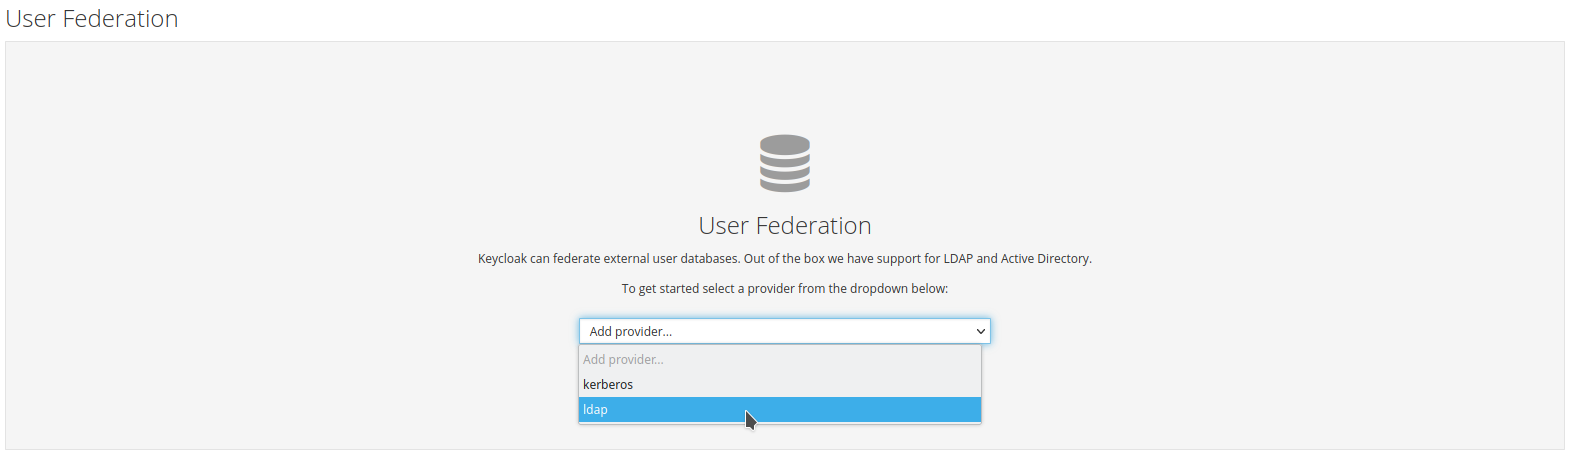 User Federation
User Federation
Keycloak can federate external user databases. Out of the box we have support for LDAP and Active Directory.
To get started select a provider from the dropdown below:
Add provider...
Add provider...
kerberos
ldap